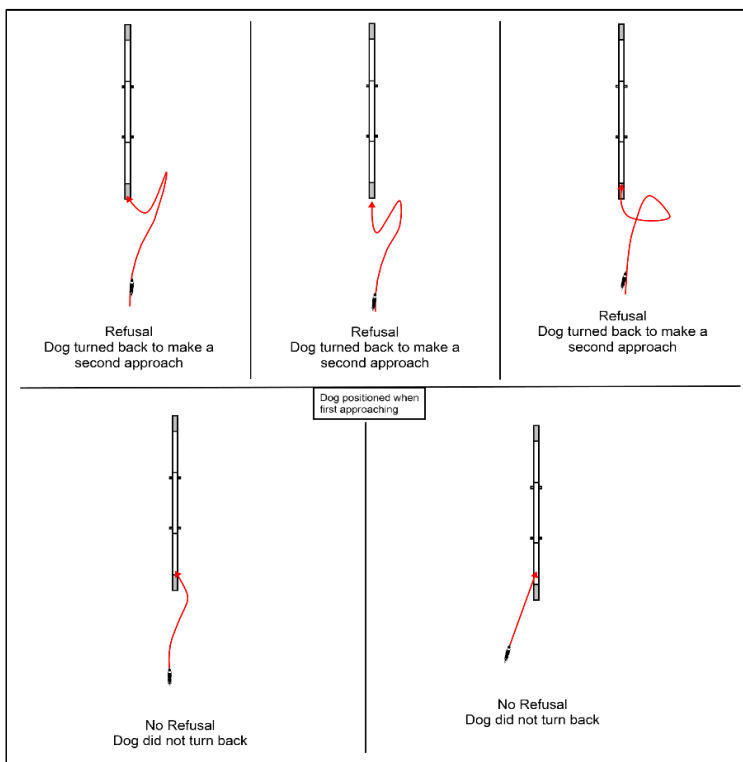 Refusal
Dog turned back to make a
second approach
Refusal
Dog turned back to make a
second approach
Refusal
Dog turned back to make a
second approach
Dog positioned when
first approaching
No Refusal
Dog did not turn back
No Refusal
Dog did not turn back